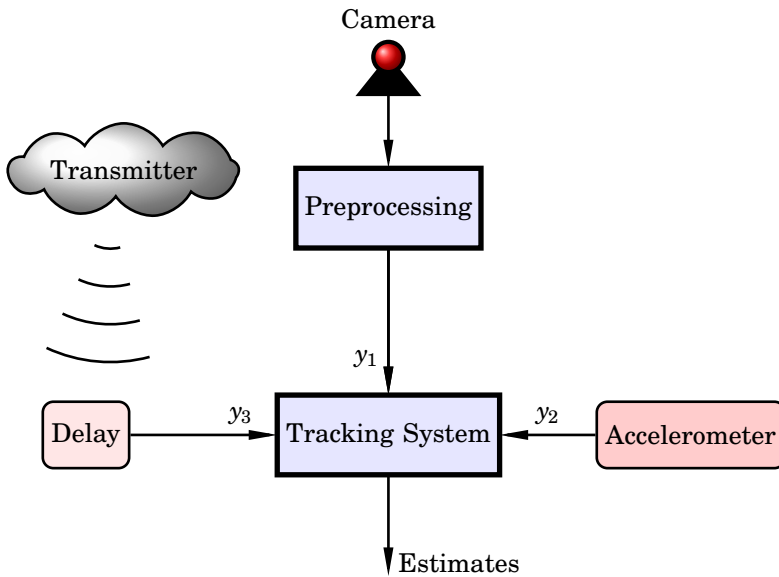 Camera
Transmitter
Preprocessing
y₁
Delay
y₃
Tracking System
y₂
Accelerometer
Estimates